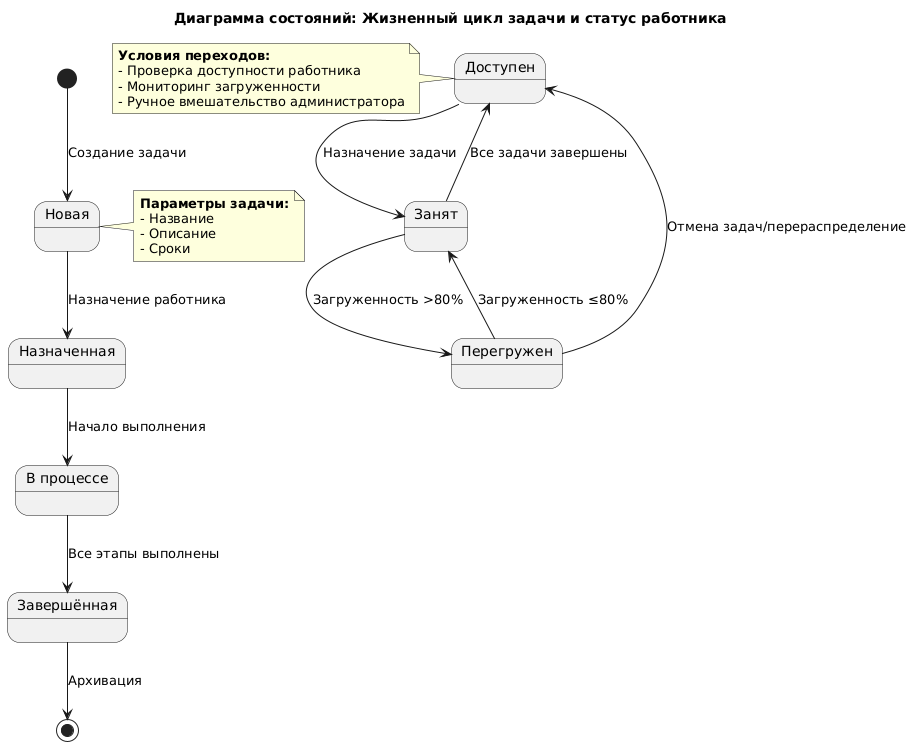 Диаграмма состояний: Жизненный цикл задачи и статус работника
Условия переходов:
- Проверка доступности работника
- Мониторинг загруженности
- Ручное вмешательство администратора
Доступен
Создание задачи
Назначение задачи
Все задачи завершены
Новая
Параметры задачи:
- Название
- Описание
- Сроки
Занят
Отмена задач/перераспределение
Назначение работника
Загруженность >80%
Загруженность ≤80%
Назначенная
Перегружен
Начало выполнения
В процессе
Все этапы выполнены
Завершённая
Архивация